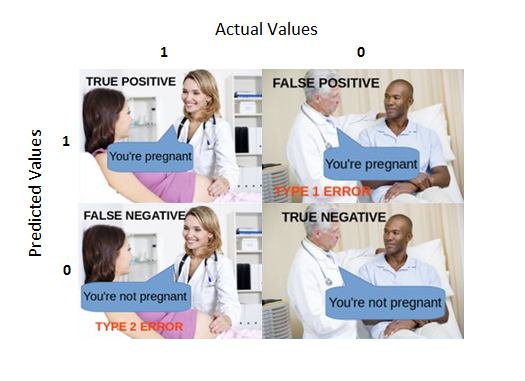 Actual Values
1 0
TRUE POSITIVE
FALSE POSITIVE
Predicted Values
1
You're pregnant
You're pregnant
TYPE 1 ERROR
FALSE NEGATIVE
TRUE NEGATIVE
0
You're not pregnant
You're not pregnant
TYPE 2 ERROR